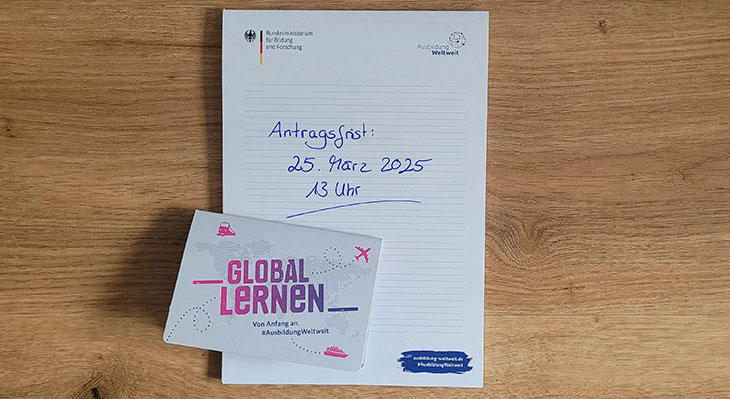 Bundesministerium
für Bildung
und Forschung
Ausbildung
Weltweit
Antragsfrist:
25. März 2025
13 Uhr
GLOBAL
LERNEN
Von Anfang an.
#AusbildungWeltweit
ausbildung-weltweit.de
#AusbildungWeltweit